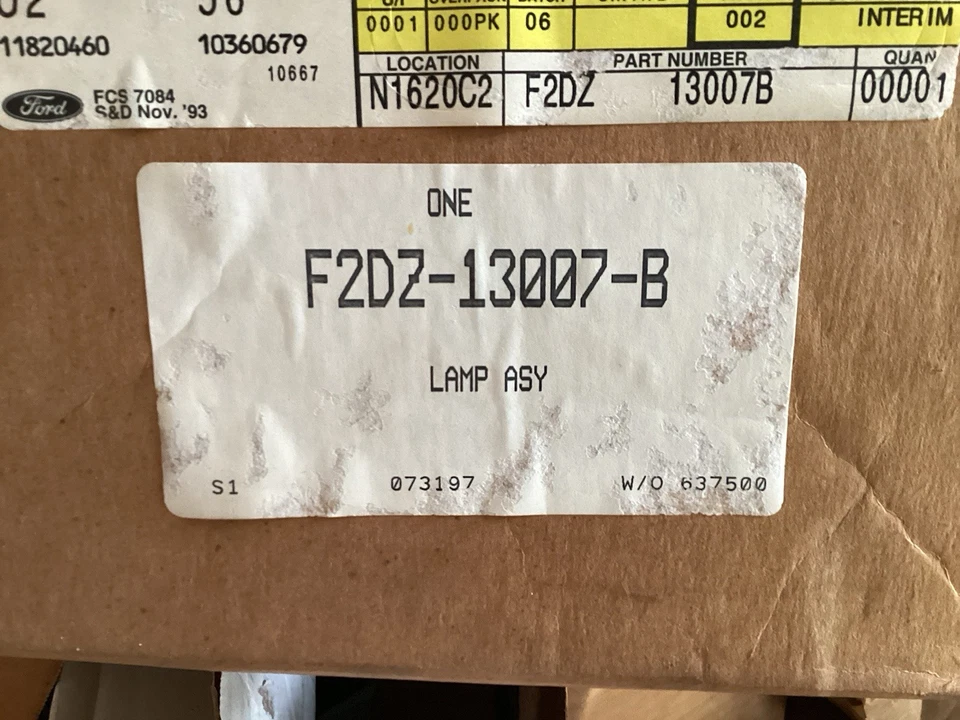 0001 000PK 06 002 INTERIM
11820460 10360679
10667
LOCATION PART NUMBER QUAN
N1620C2 F2DZ 13007B 00001
Ford FCS 7084
S&D Nov. '93
ONE
F2DZ-13007-B
LAMP ASY
S1 073197 W/O 637500